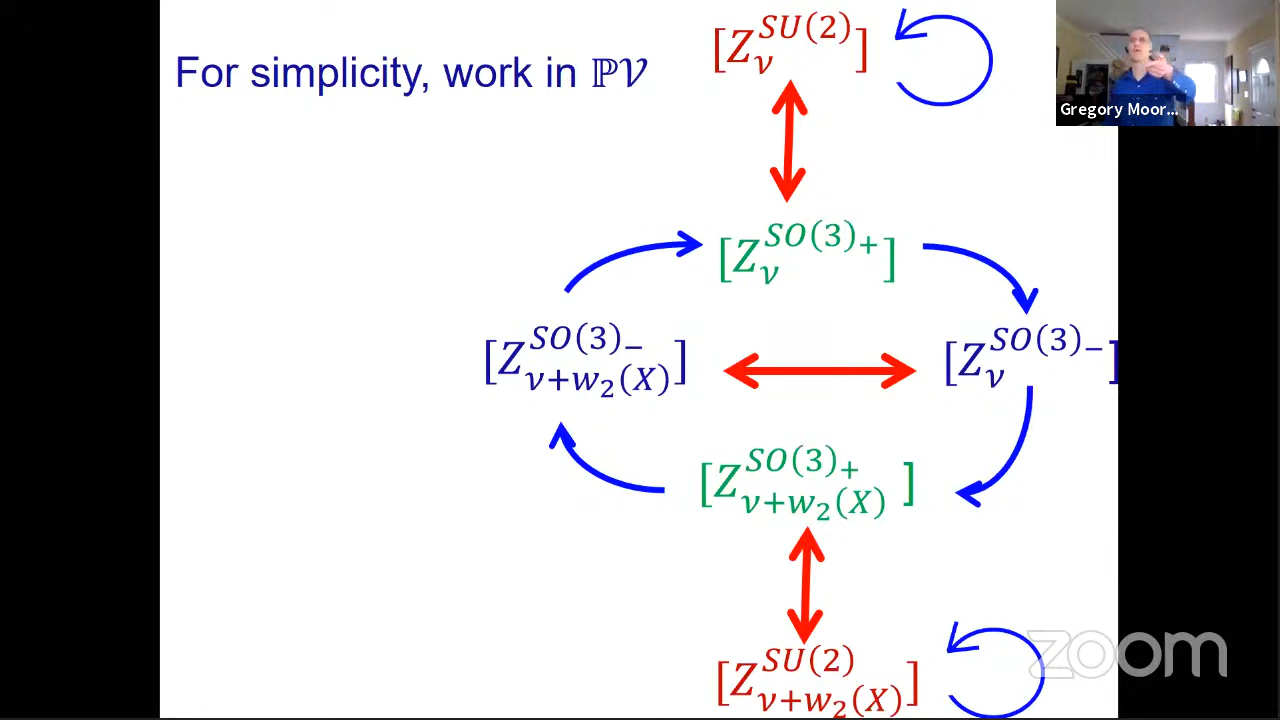 For simplicity, work in ℙ𝒱
[Z_ν^{SU(2)}]
Gregory Moor...
[Z_ν^{SO(3)_+}]
[Z_{ν+w_2(X)}^{SO(3)_-}]
[Z_ν^{SO(3)_-}]
[Z_{ν+w_2(X)}^{SO(3)_+}]
[Z_{ν+w_2(X)}^{SU(2)}]
zoom